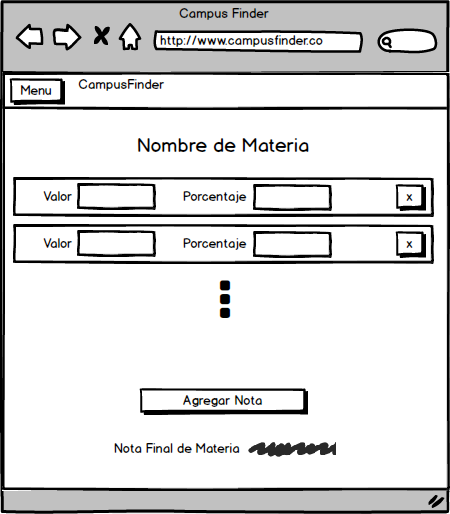 Campus Finder
http://www.campusfinder.co
Menu CampusFinder
Nombre de Materia
Valor Porcentaje x
Valor Porcentaje x
Agregar Nota
Nota Final de Materia